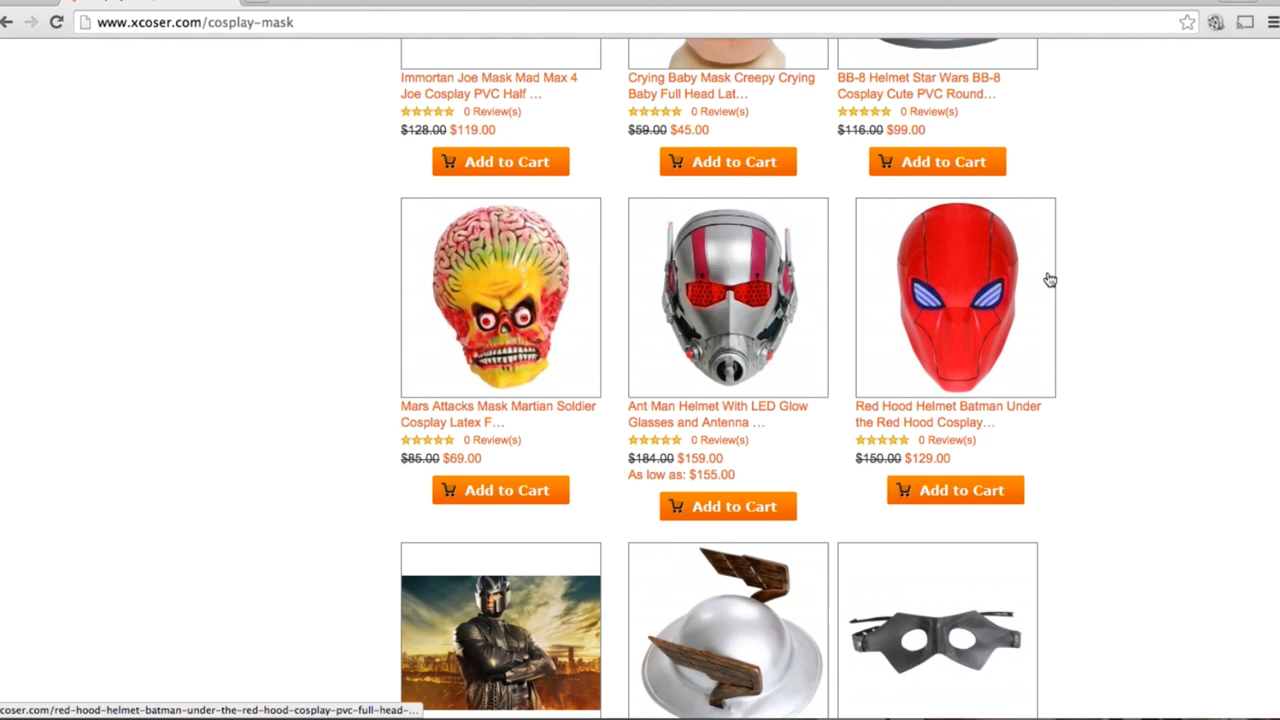 www.xcoser.com/cosplay-mask
Immortan Joe Mask Mad Max 4
Joe Cosplay PVC Half ...
0 Review(s)
$128.00 $119.00
Add to Cart
Crying Baby Mask Creepy Crying
Baby Full Head Lat...
0 Review(s)
$59.00 $45.00
Add to Cart
BB-8 Helmet Star Wars BB-8
Cosplay Cute PVC Round...
0 Review(s)
$116.00 $99.00
Add to Cart
Mars Attacks Mask Martian Soldier
Cosplay Latex F...
0 Review(s)
$85.00 $69.00
Add to Cart
Ant Man Helmet With LED Glow
Glasses and Antenna ...
0 Review(s)
$184.00 $159.00
As low as: $155.00
Add to Cart
Red Hood Helmet Batman Under
the Red Hood Cosplay...
0 Review(s)
$150.00 $129.00
Add to Cart
coser.com/red-hood-helmet-batman-under-the-red-hood-cosplay-pvc-full-head-...